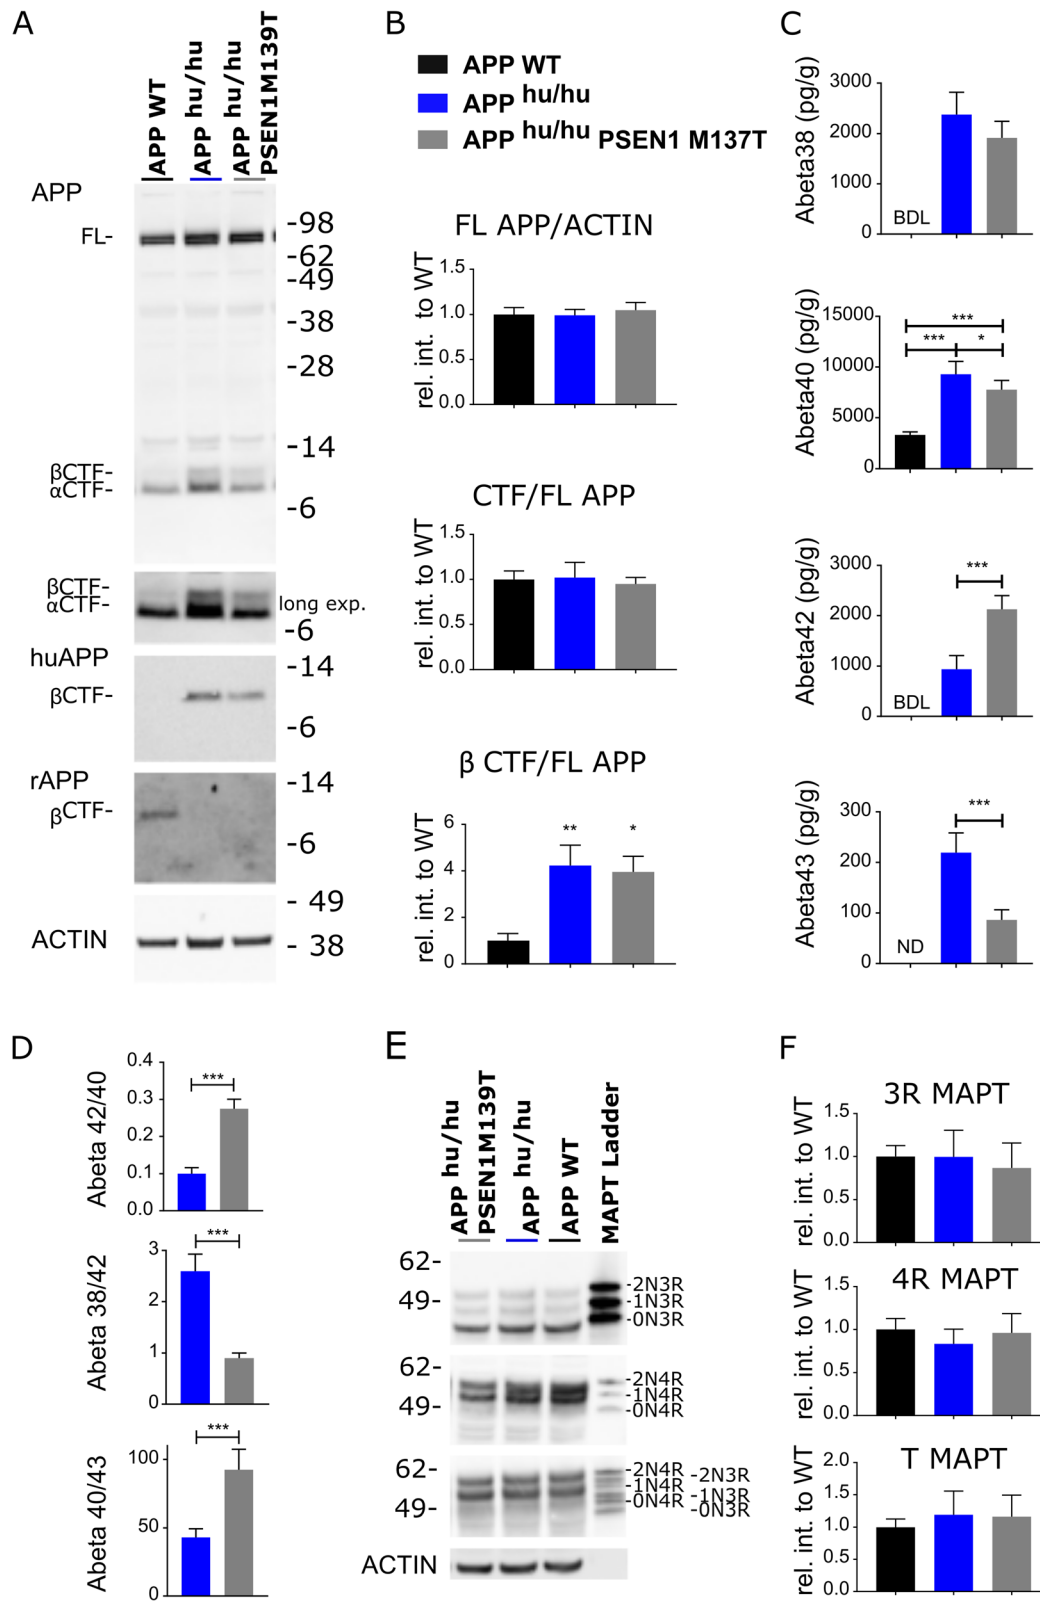 A
APP WT
APP hu/hu
APP hu/hu
PSEN1M139T
APP
FL-
-98
-62
-49
-38
-28
-14
βCTF-
αCTF-
-6
βCTF-
αCTF-
long exp.
-6
huAPP
-14
βCTF-
-6
rAPP
-14
βCTF-
-6
- 49
ACTIN
- 38
B
APP WT
APP hu/hu
APP hu/hu PSEN1 M137T
FL APP/ACTIN
rel. int. to WT
1.5
1.0
0.5
0.0
CTF/FL APP
rel. int. to WT
1.5
1.0
0.5
0.0
β CTF/FL APP
rel. int. to WT
6
4
2
0
**
*
C
Abeta38 (pg/g)
3000
2000
1000
0
BDL
Abeta40 (pg/g)
15000
10000
5000
0
***
***
*
Abeta42 (pg/g)
3000
2000
1000
0
BDL
***
Abeta43 (pg/g)
300
200
100
0
ND
***
D
Abeta 42/40
0.4
0.3
0.2
0.1
0.0
***
Abeta 38/42
3
2
1
0
***
Abeta 40/43
100
50
0
***
E
APP hu/hu
PSEN1M139T
APP hu/hu
APP WT
MAPT Ladder
62-
49-
-2N3R
-1N3R
-0N3R
62-
49-
-2N4R
-1N4R
-0N4R
62-
49-
-2N4R -2N3R
-1N4R
-0N4R -1N3R
-0N3R
ACTIN
F
3R MAPT
rel. int. to WT
1.5
1.0
0.5
0.0
4R MAPT
rel. int. to WT
1.5
1.0
0.5
0.0
T MAPT
rel. int. to WT
2.0
1.5
1.0
0.5
0.0